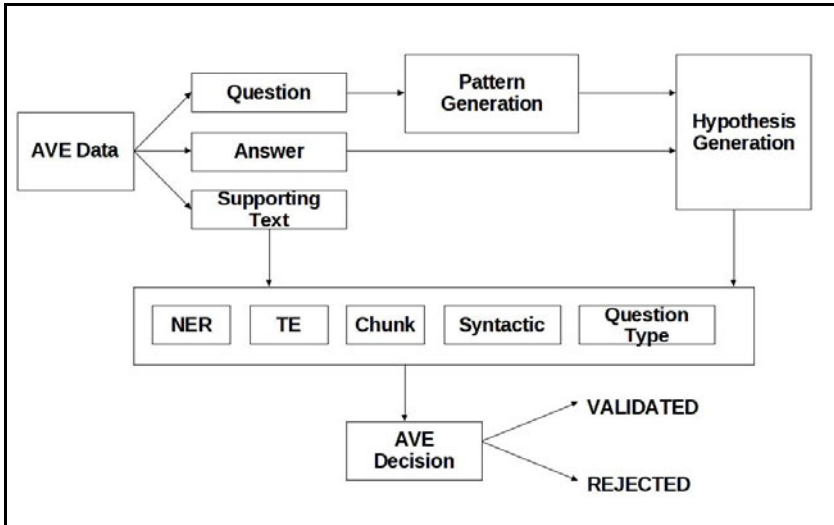 Question
Pattern
Generation
Hypothesis
Generation
AVE Data
Answer
Supporting
Text
NER
TE
Chunk
Syntactic
Question
Type
AVE
Decision
VALIDATED
REJECTED